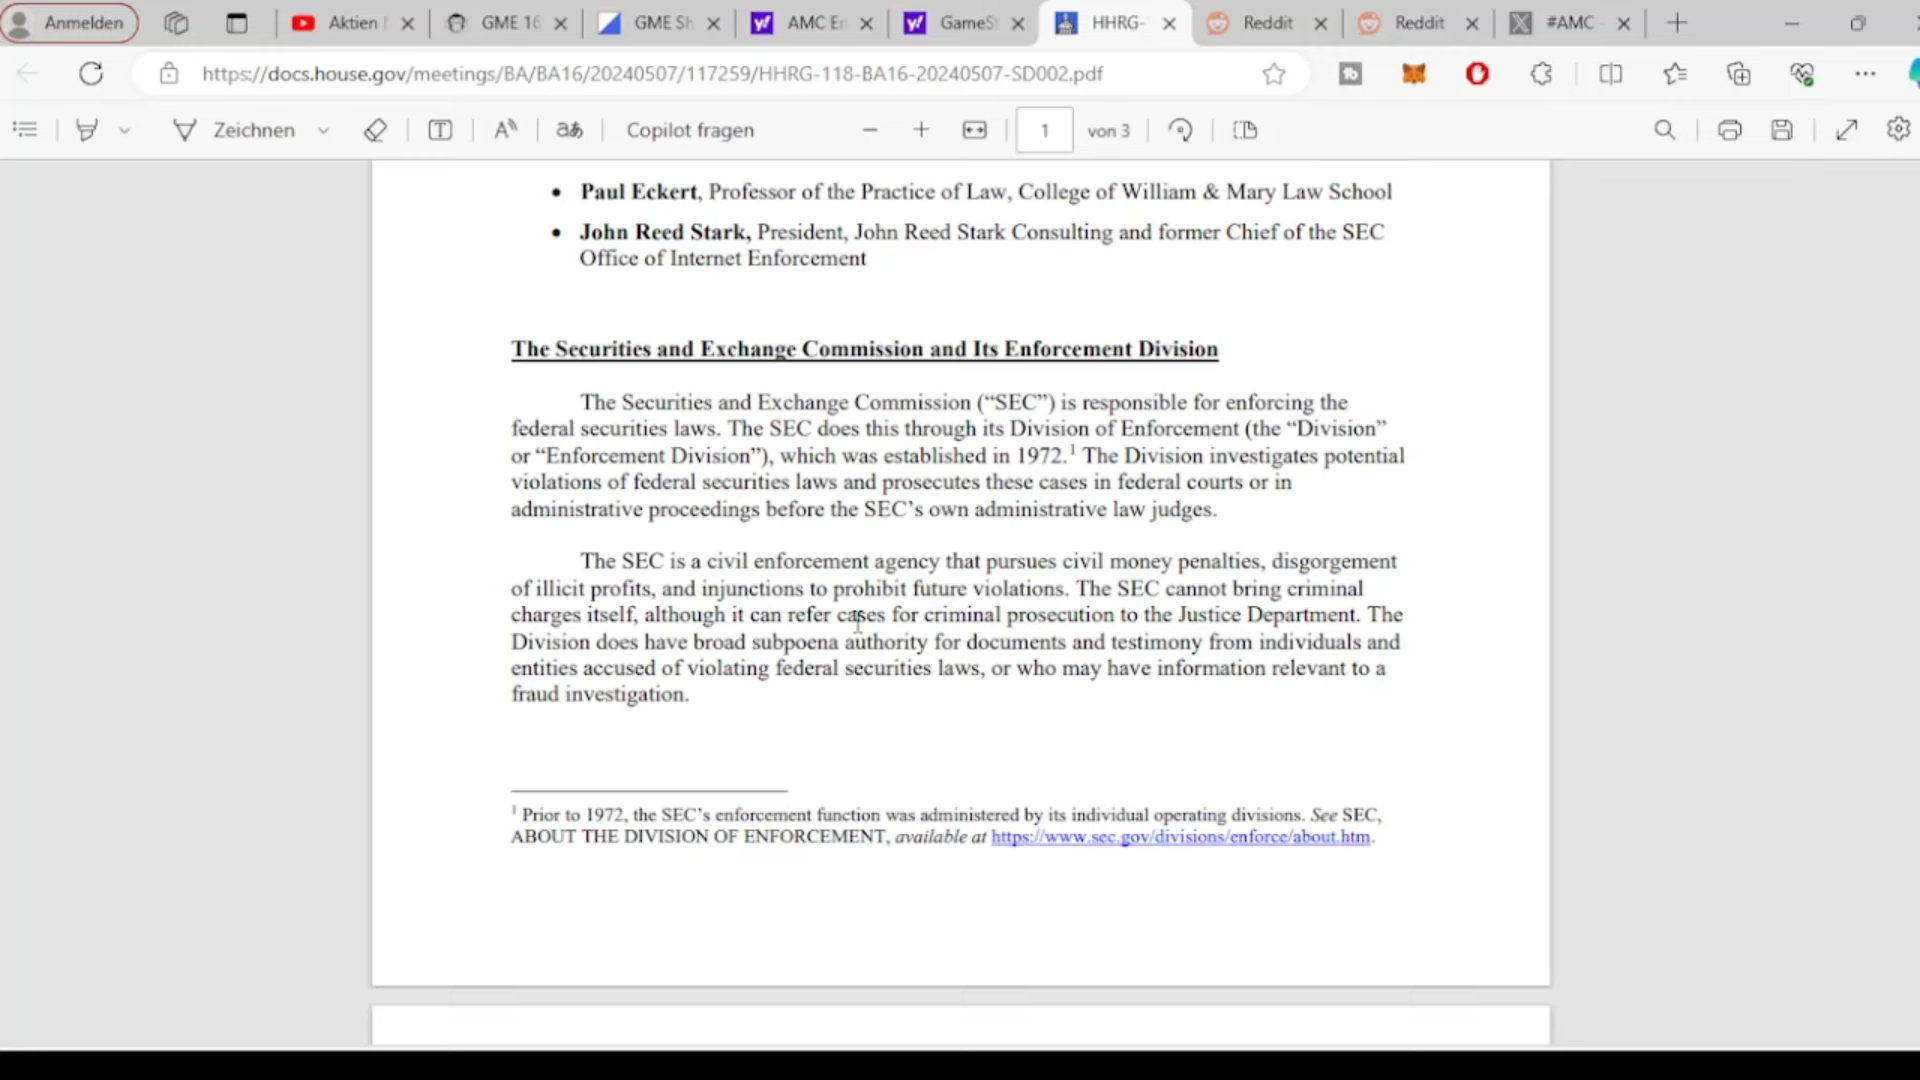 Anmelden
Aktien
GME 16
GME Sh
AMC Er
GameSt
HHRG-
Reddit
Reddit
#AMC -
https://docs.house.gov/meetings/BA/BA16/20240507/117259/HHRG-118-BA16-20240507-SD002.pdf
Zeichnen
Copilot fragen
1
von 3
• Paul Eckert, Professor of the Practice of Law, College of William & Mary Law School
• John Reed Stark, President, John Reed Stark Consulting and former Chief of the SEC
Office of Internet Enforcement
The Securities and Exchange Commission and Its Enforcement Division
The Securities and Exchange Commission (“SEC”) is responsible for enforcing the
federal securities laws. The SEC does this through its Division of Enforcement (the “Division”
or “Enforcement Division”), which was established in 1972.1 The Division investigates potential
violations of federal securities laws and prosecutes these cases in federal courts or in
administrative proceedings before the SEC’s own administrative law judges.
The SEC is a civil enforcement agency that pursues civil money penalties, disgorgement
of illicit profits, and injunctions to prohibit future violations. The SEC cannot bring criminal
charges itself, although it can refer cases for criminal prosecution to the Justice Department. The
Division does have broad subpoena authority for documents and testimony from individuals and
entities accused of violating federal securities laws, or who may have information relevant to a
fraud investigation.
1 Prior to 1972, the SEC’s enforcement function was administered by its individual operating divisions. See SEC,
ABOUT THE DIVISION OF ENFORCEMENT, available at https://www.sec.gov/divisions/enforce/about.htm.